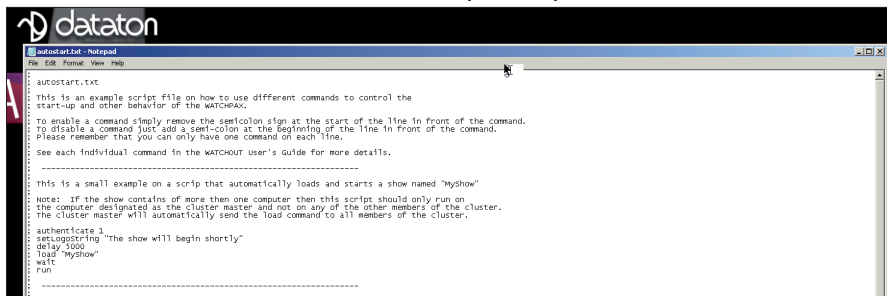 dataton
autostart.txt - Notepad
File Edit Format View Help
; autostart.txt
;
; This is an example script file on how to use different commands to control the
; start-up and other behavior of the WATCHPAX.
;
; To enable a command simply remove the semicolon sign at the start of the line in front of the command.
; To disable a command just add a semi-colon at the beginning of the line in front of the command.
; Please remember that you can only have one command on each line.
;
; See each individual command in the WATCHOUT User's Guide for more details.
;
; ----------------------------------------------------------------
;
; This is a small example on a scrip that automatically loads and starts a show named "MyShow"
;
; Note: If the show contains of more then one computer then this script should only run on
; the computer designated as the cluster master and not on any of the other members of the cluster.
; The cluster master will automatically send the load command to all members of the cluster.
;
; authenticate 1
; setLogoString "The show will begin shortly"
; delay 5000
; load "MyShow"
; wait
; run
;
; ----------------------------------------------------------------